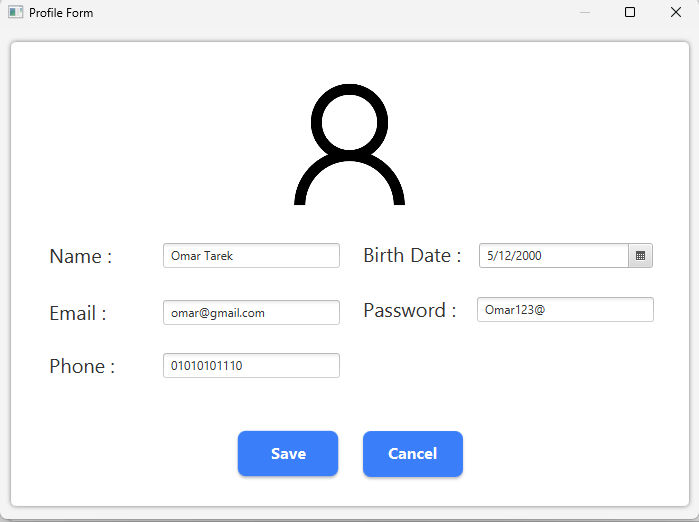 Profile Form
Name : Omar Tarek Birth Date : 5/12/2000
Email : omar@gmail.com Password : Omar123@
Phone : 01010101110
Save Cancel